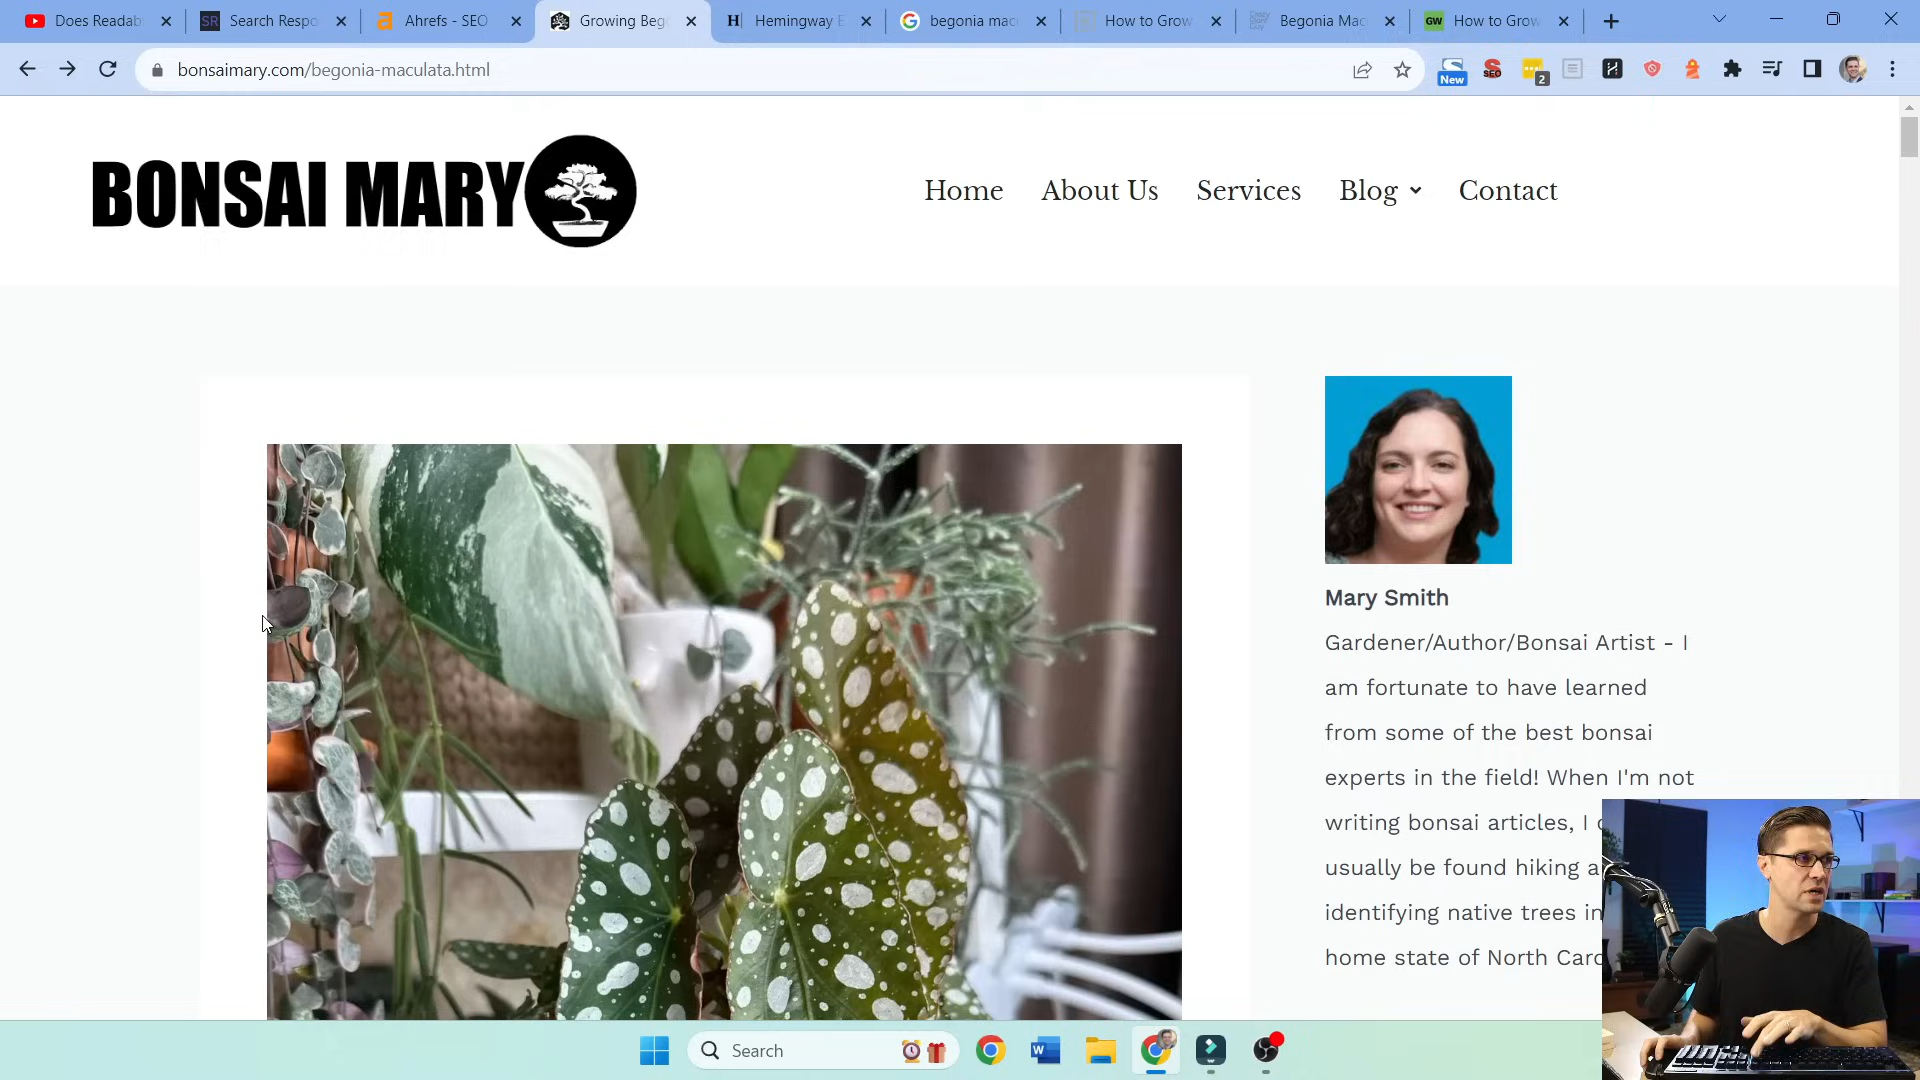 Does Readab
SR Search Respo
Ahrefs - SEO
Growing Beg
H Hemingway E
begonia mac
How to Grow
Begonia Mac
GW How to Grow
bonsaimary.com/begonia-maculata.html
New
SEO
2
BONSAI MARY
Home About Us Services Blog Contact
Mary Smith
Gardener/Author/Bonsai Artist - I
am fortunate to have learned
from some of the best bonsai
experts in the field! When I'm not
writing bonsai articles, I
usually be found hiking a
identifying native trees in
home state of North Caro
Search